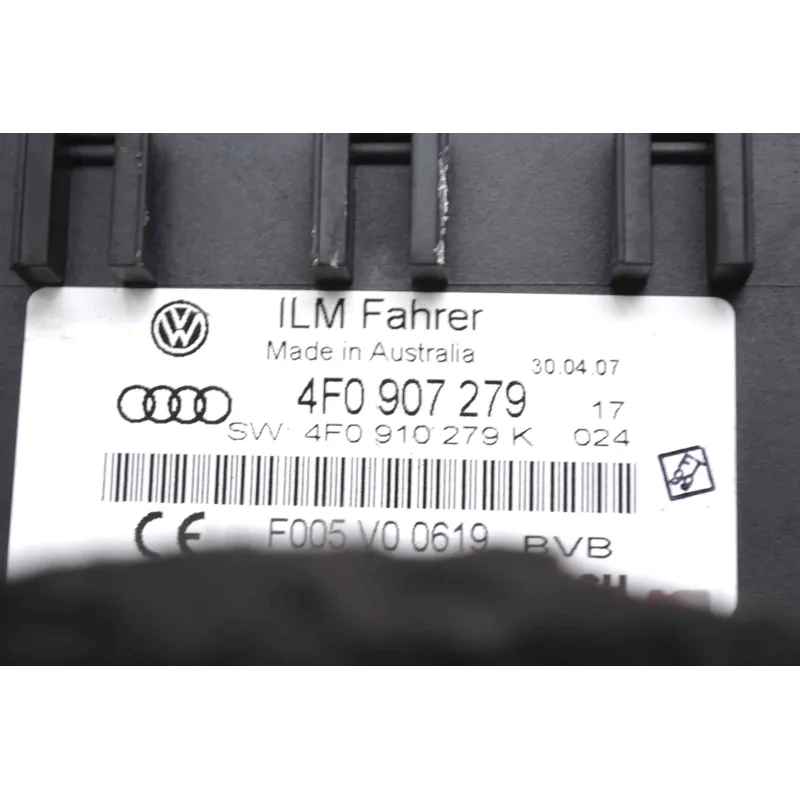 ILM Fahrer
Made in Australia
30.04.07
4F0 907 279
17
SW: 4F0 910 279 K
024
CE
F005 V0 0619
BVB